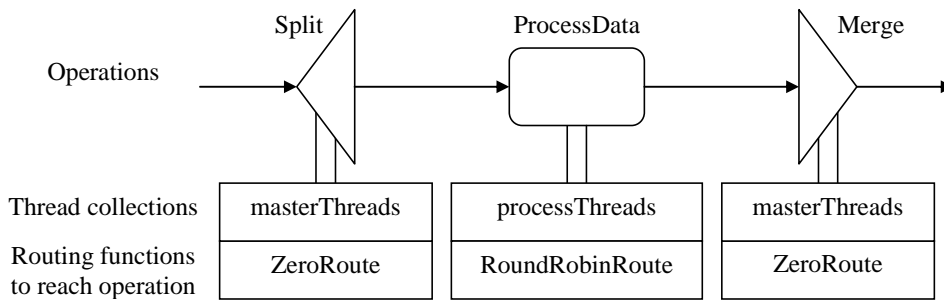 Split
ProcessData
Merge
Operations
Thread collections
masterThreads
processThreads
masterThreads
Routing functions
to reach operation
ZeroRoute
RoundRobinRoute
ZeroRoute